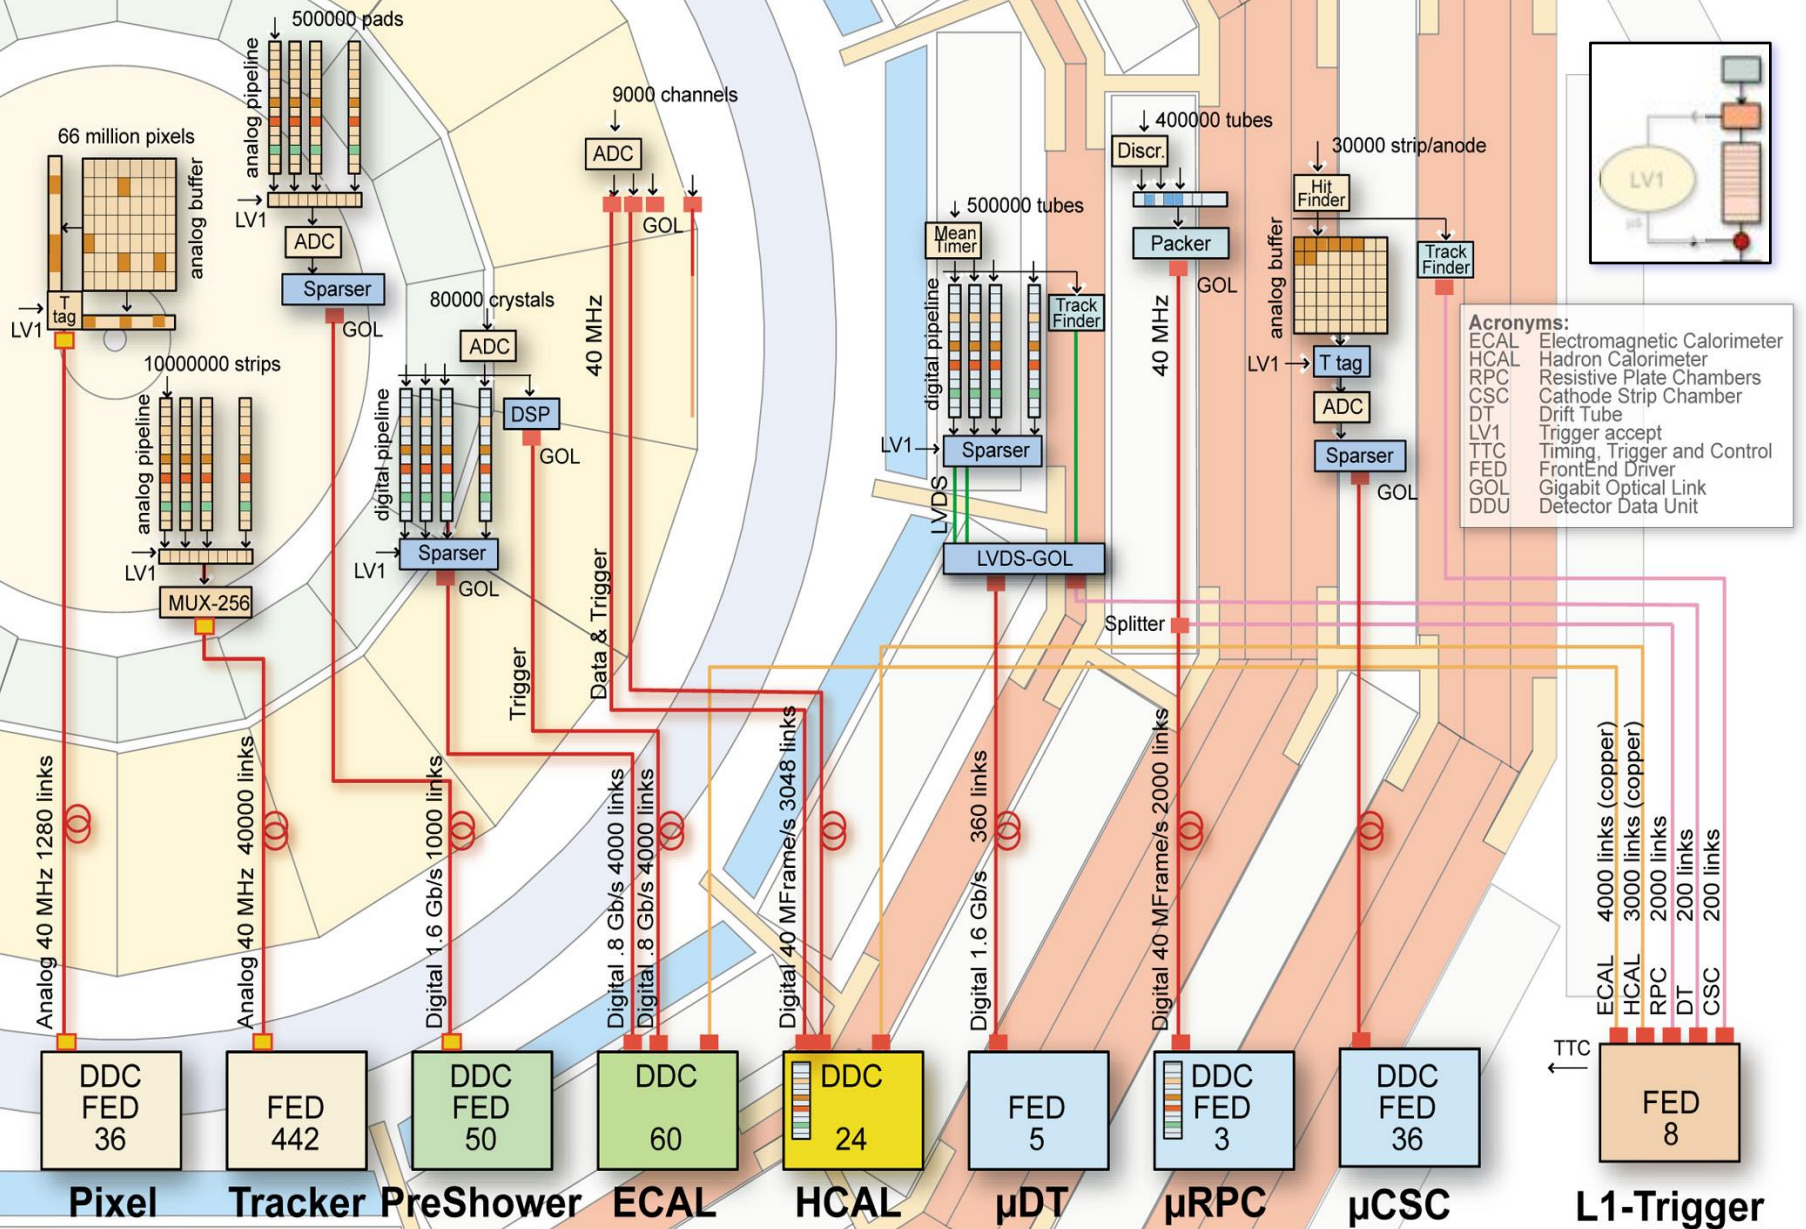 500000 pads
analog pipeline
LV1
ADC
Sparser
GOL
66 million pixels
analog buffer
T
tag
LV1
10000000 strips
analog pipeline
LV1
MUX-256
80000 crystals
ADC
digital pipeline
DSP
GOL
LV1
Sparser
GOL
Trigger
9000 channels
ADC
GOL
40 MHz
Data & Trigger
500000 tubes
Mean
Timer
digital pipeline
Track
Finder
LV1
Sparser
LVDS
LVDS-GOL
400000 tubes
Discr.
Packer
GOL
40 MHz
Splitter
30000 strip/anode
Hit
Finder
analog buffer
Track
Finder
LV1
T tag
ADC
Sparser
GOL
LV1
µs
Acronyms:
ECAL Electromagnetic Calorimeter
HCAL Hadron Calorimeter
RPC Resistive Plate Chambers
CSC Cathode Strip Chamber
DT Drift Tube
LV1 Trigger accept
TTC Timing, Trigger and Control
FED FrontEnd Driver
GOL Gigabit Optical Link
DDU Detector Data Unit
Analog 40 MHz 1280 links
Analog 40 MHz 40000 links
Digital 1.6 Gb/s 1000 links
Digital .8 Gb/s 4000 links
Digital .8 Gb/s 4000 links
Digital 40 MFrame/s 3048 links
Digital 1.6 Gb/s 360 links
Digital 40 MFrame/s 2000 links
ECAL 4000 links (copper)
HCAL 3000 links (copper)
RPC 2000 links
DT 200 links
CSC 200 links
TTC
DDC
FED
36
Pixel
FED
442
Tracker
DDC
FED
50
PreShower
DDC
60
ECAL
DDC
24
HCAL
FED
5
µDT
DDC
FED
3
µRPC
DDC
FED
36
µCSC
FED
8
L1-Trigger